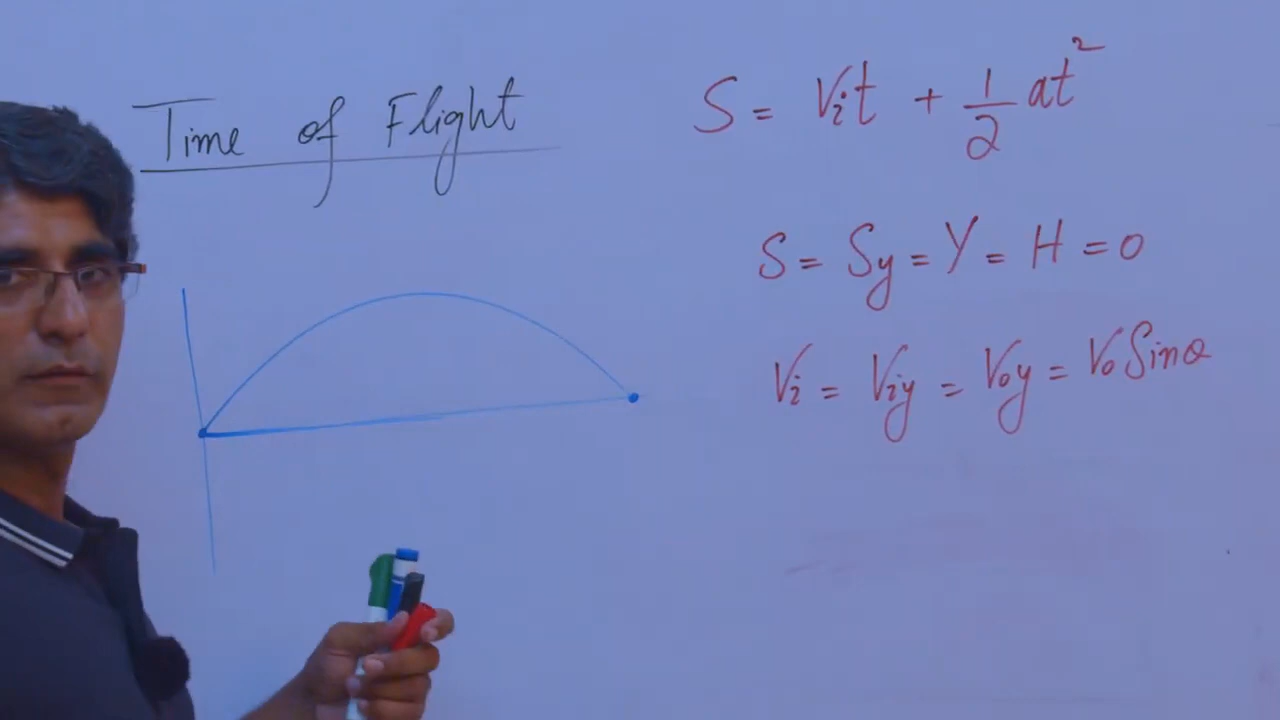 Time of Flight
S = Vit + 1/2 at²
S = Sy = Y = H = 0
Vi = Viy = Voy = Vo Sinθ